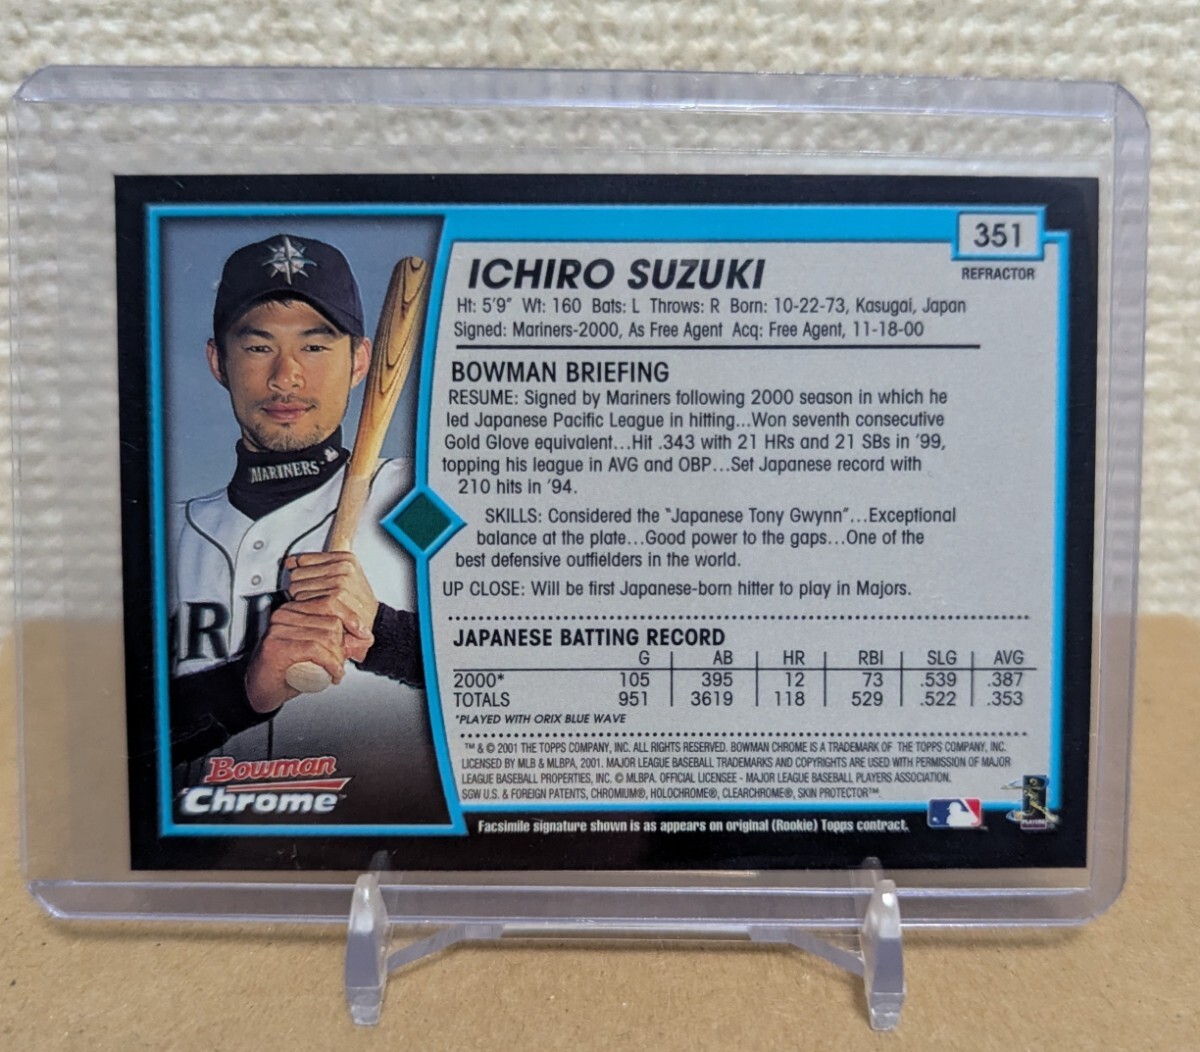 351
REFRACTOR
ICHIRO SUZUKI
Ht: 5'9" Wt: 160 Bats: L Throws: R Born: 10-22-73, Kasugai, Japan
Signed: Mariners-2000, As Free Agent Acq: Free Agent, 11-18-00
BOWMAN BRIEFING
RESUME: Signed by Mariners following 2000 season in which he
led Japanese Pacific League in hitting...Won seventh consecutive
Gold Glove equivalent...Hit .343 with 21 HRs and 21 SBs in '99,
topping his league in AVG and OBP...Set Japanese record with
210 hits in '94.
SKILLS: Considered the "Japanese Tony Gwynn"...Exceptional
balance at the plate...Good power to the gaps...One of the
best defensive outfielders in the world.
UP CLOSE: Will be first Japanese-born hitter to play in Majors.
JAPANESE BATTING RECORD
G AB HR RBI SLG AVG
2000* 105 395 12 73 .539 .387
TOTALS 951 3619 118 529 .522 .353
*PLAYED WITH ORIX BLUE WAVE
™ & © 2001 THE TOPPS COMPANY, INC. ALL RIGHTS RESERVED. BOWMAN CHROME IS A TRADEMARK OF THE TOPPS COMPANY, INC.
LICENSED BY MLB & MLBPA, 2001. MAJOR LEAGUE BASEBALL TRADEMARKS AND COPYRIGHTS ARE USED WITH PERMISSION OF MAJOR
LEAGUE BASEBALL PROPERTIES, INC. © MLBPA. OFFICIAL LICENSEE - MAJOR LEAGUE BASEBALL PLAYERS ASSOCIATION.
SGW U.S. & FOREIGN PATENTS, CHROMIUM®, HOLOCHROME®, CLEARCHROME®, SKIN PROTECTOR™.
Facsimile signature shown is as appears on original (Rookie) Topps contract.
MARINERS
Bowman
Chrome™